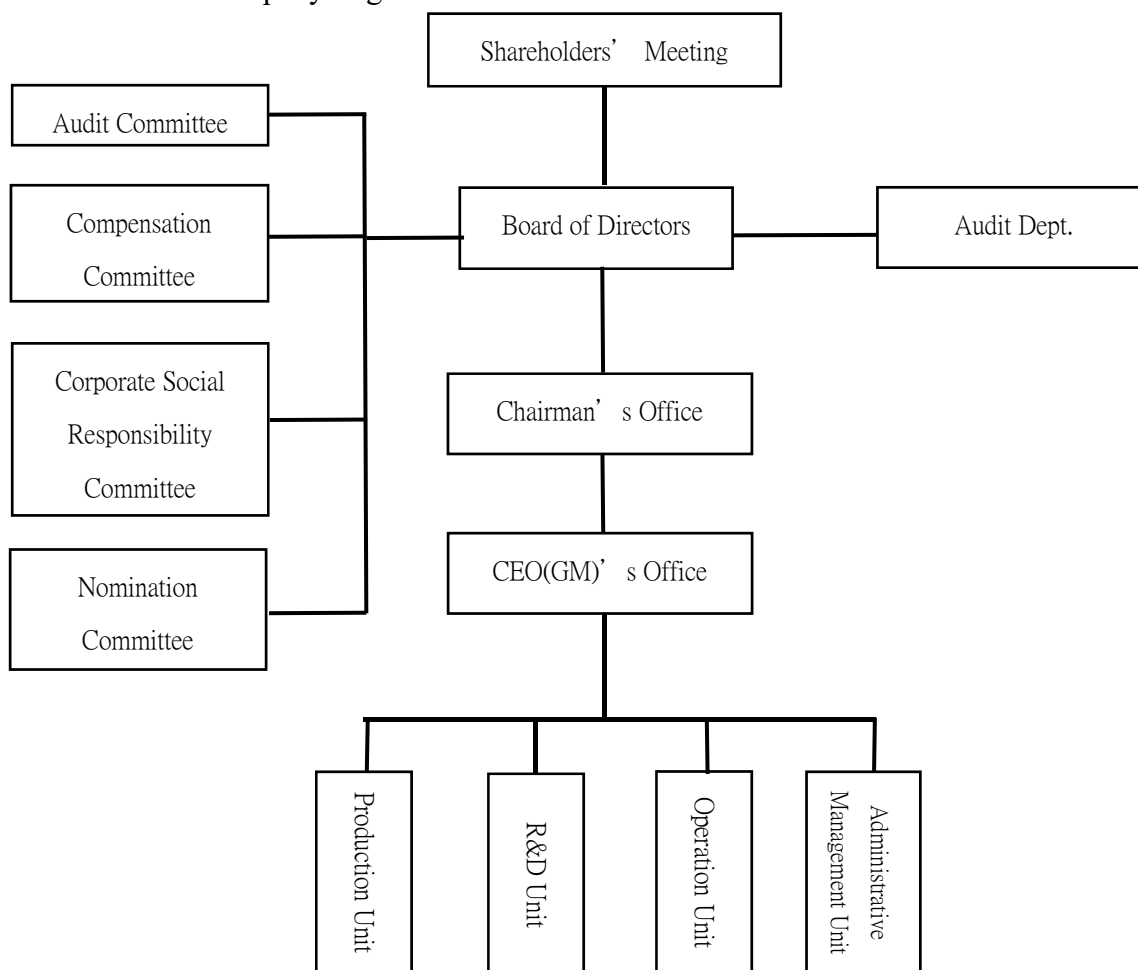 Shareholders’ Meeting
Audit Committee
Compensation
Committee
Board of Directors
Audit Dept.
Corporate Social
Responsibility
Committee
Chairman’ s Office
Nomination
Committee
CEO(GM)’ s Office
Production Unit
R&D Unit
Operation Unit
Administrative
Management Unit